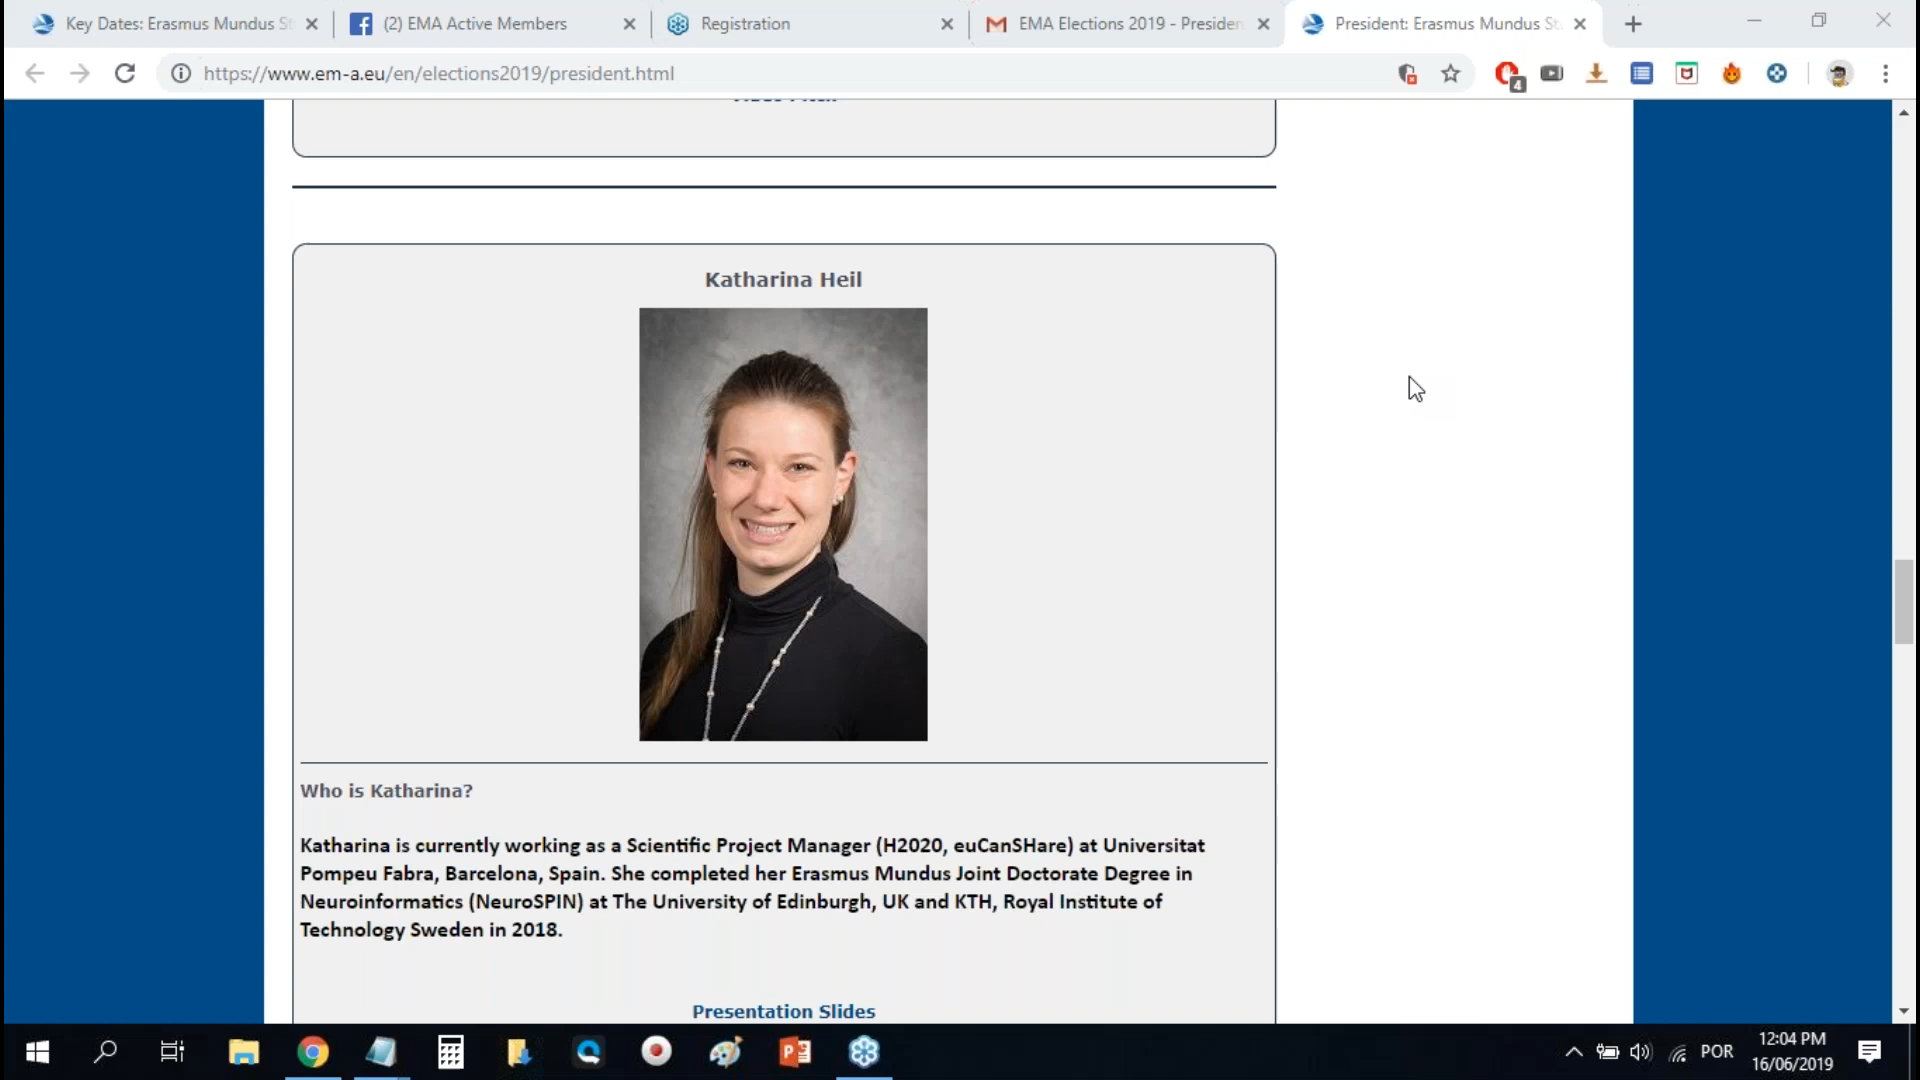 Key Dates: Erasmus Mundus St
(2) EMA Active Members
Registration
EMA Elections 2019 - Presiden
President: Erasmus Mundus St
https://www.em-a.eu/en/elections2019/president.html
4
Katharina Heil
Who is Katharina?
Katharina is currently working as a Scientific Project Manager (H2020, euCanSHare) at Universitat
Pompeu Fabra, Barcelona, Spain. She completed her Erasmus Mundus Joint Doctorate Degree in
Neuroinformatics (NeuroSPIN) at The University of Edinburgh, UK and KTH, Royal Institute of
Technology Sweden in 2018.
Presentation Slides
POR
12:04 PM
16/06/2019